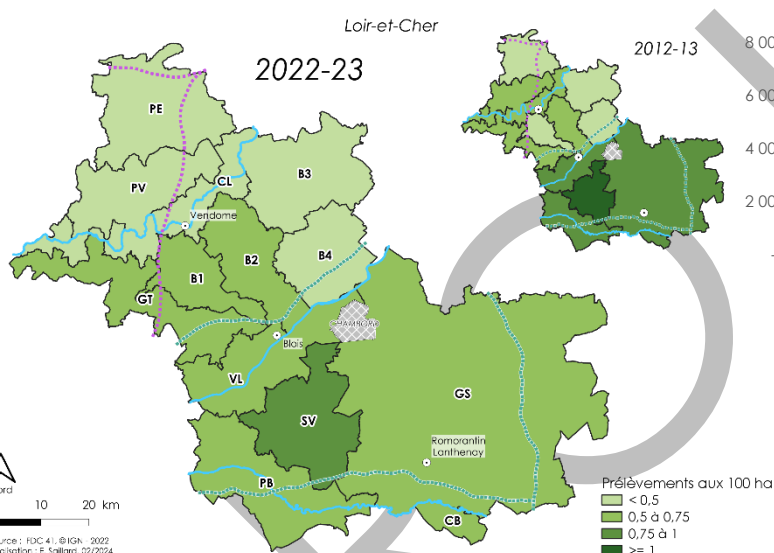 Loir-et-Cher
2022-23
2012-13
8 00
6 00
4 00
2 00
PE
PV
CL
B3
Vendome
B4
B2
B1
GT
CHAMBORD
Blois
VL
GS
SV
Romorantin
Lanthenay
PB
CB
ord
10 20 km
urce : FDC 41, ©IGN - 2022
alisation : F. Saillard, 02/2024
Prélèvements aux 100 ha
< 0,5
0,5 à 0,75
0,75 à 1
>= 1